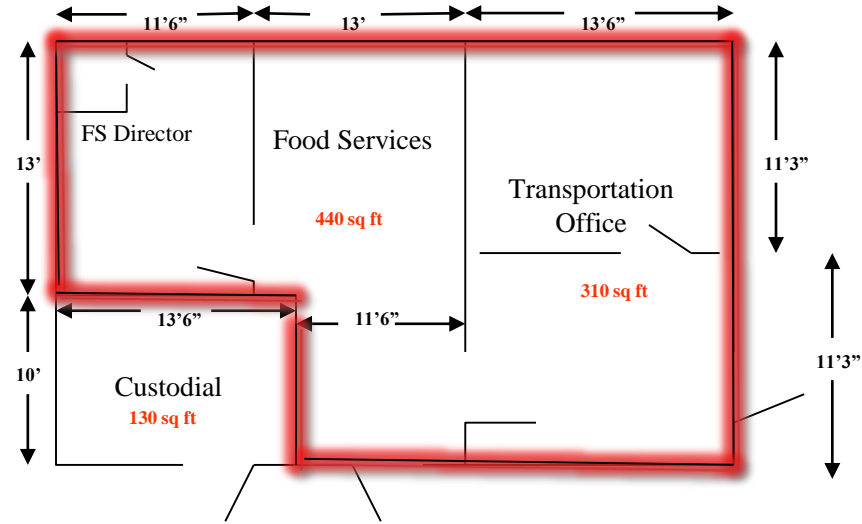 11'6”
13'
13'6”
FS Director
Food Services
13'
11'3”
Transportation
Office
440 sq ft
310 sq ft
13'6”
11'6”
11'3”
10'
Custodial
130 sq ft